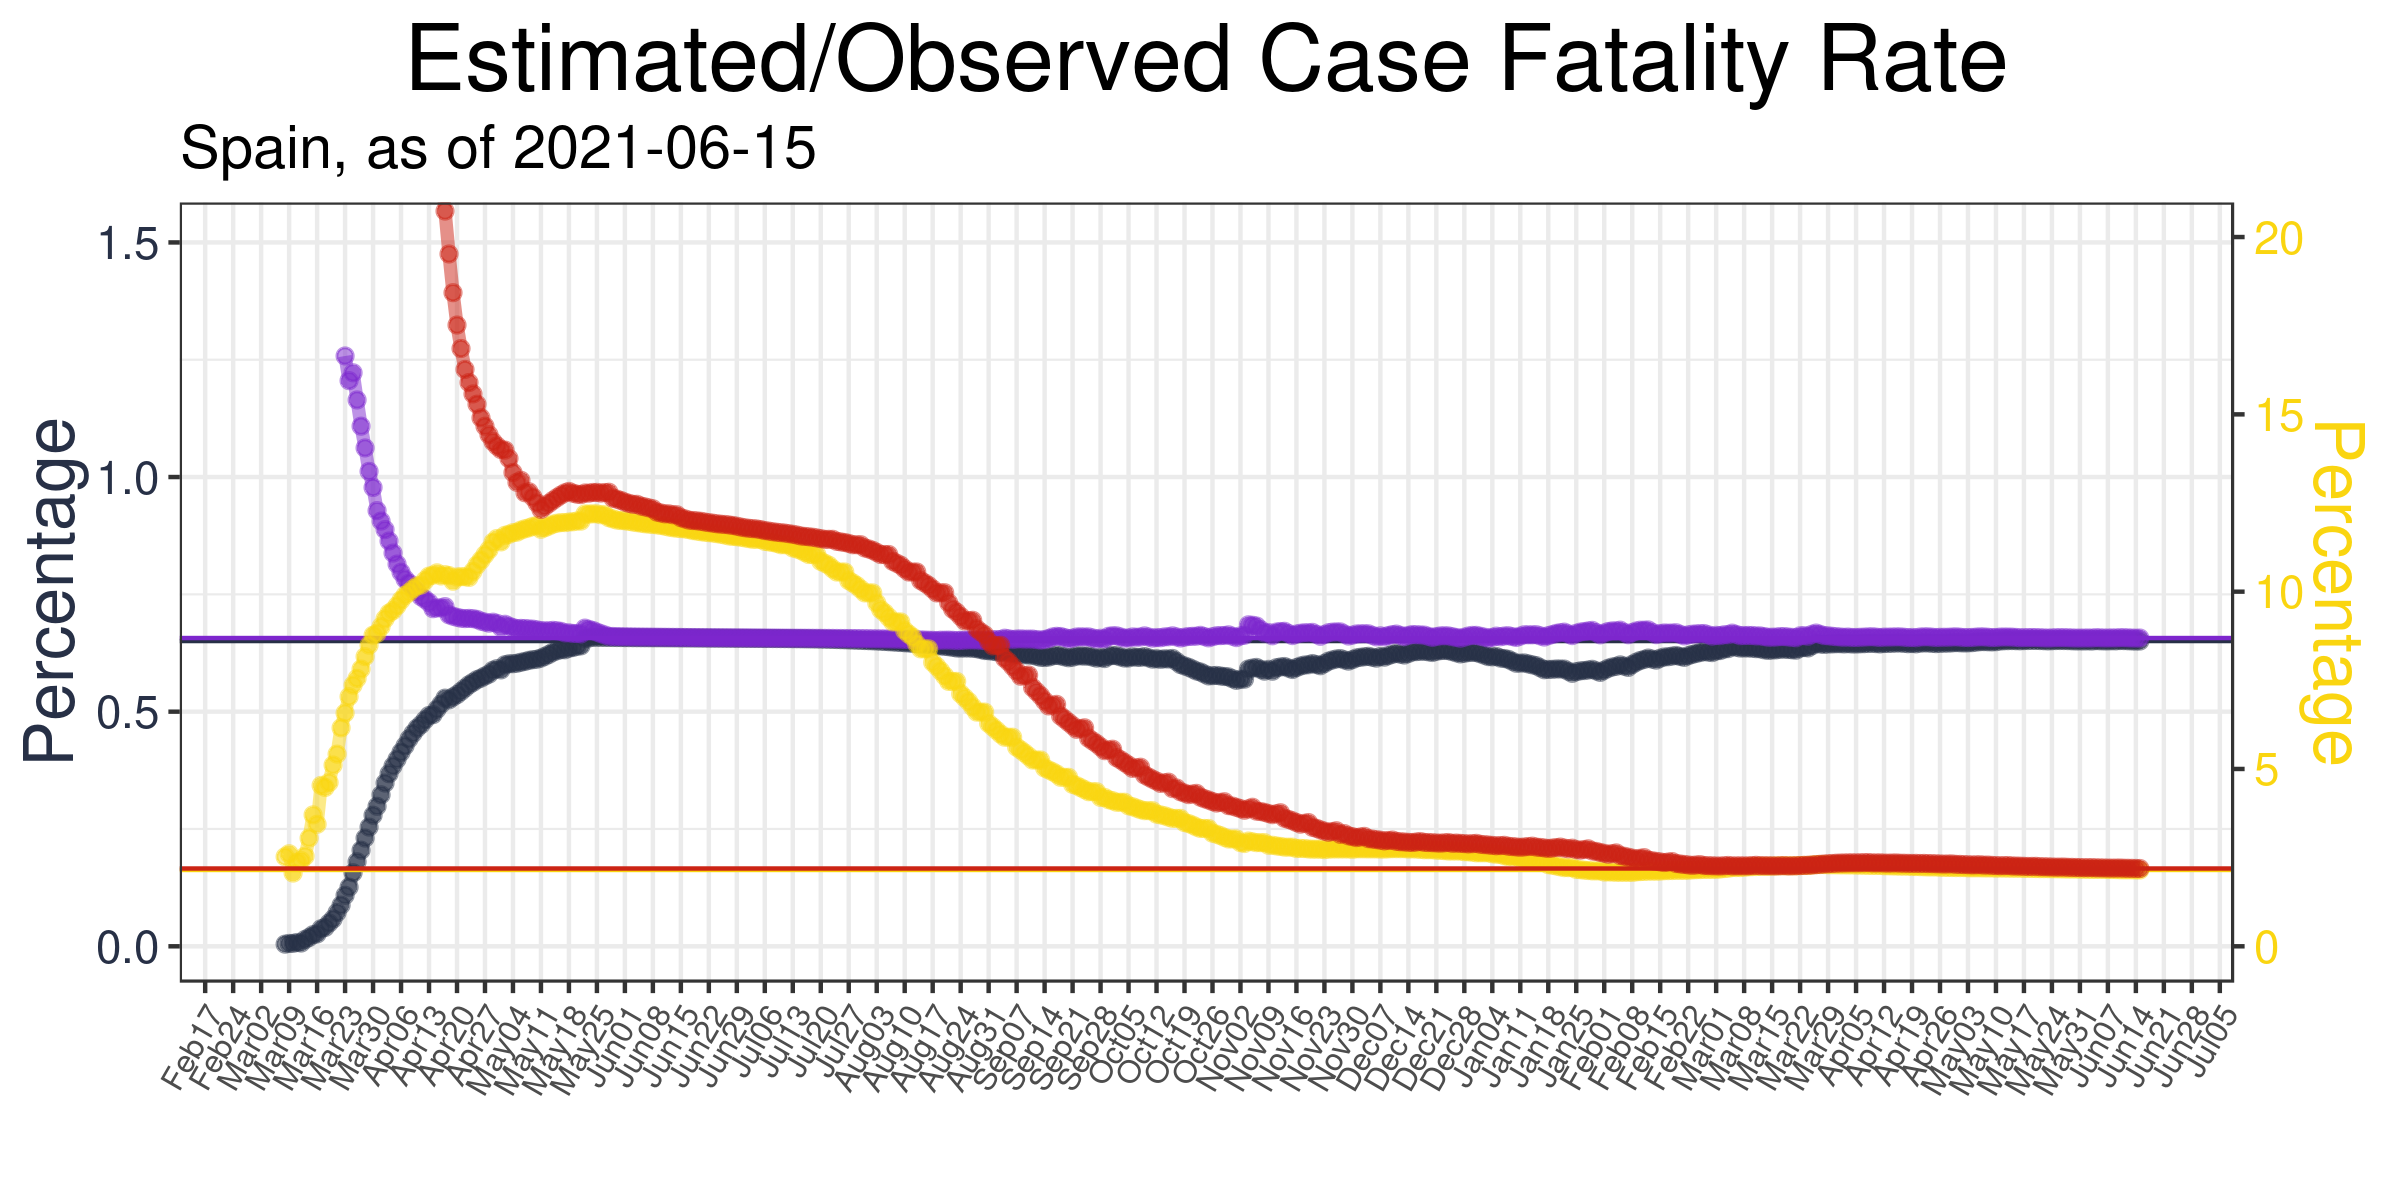 Estimated/Observed Case Fatality Rate
Spain, as of 2021-06-15
Percentage
1.5
1.0
0.5
0.0
20
15
10
5
0
Percentage
Feb17
Feb24
Mar02
Mar09
Mar16
Mar23
Mar30
Apr06
Apr13
Apr20
Apr27
May04
May11
May18
May25
Jun01
Jun08
Jun15
Jun22
Jun29
Jul06
Jul13
Jul20
Jul27
Aug03
Aug10
Aug17
Aug24
Aug31
Sep07
Sep14
Sep21
Sep28
Oct05
Oct12
Oct19
Oct26
Nov02
Nov09
Nov16
Nov23
Nov30
Dec07
Dec14
Dec21
Dec28
Jan04
Jan11
Jan18
Jan25
Feb01
Feb08
Feb15
Feb22
Mar01
Mar08
Mar15
Mar22
Mar29
Apr05
Apr12
Apr19
Apr26
May03
May10
May17
May24
May31
Jun07
Jun14
Jun21
Jun28
Jul05